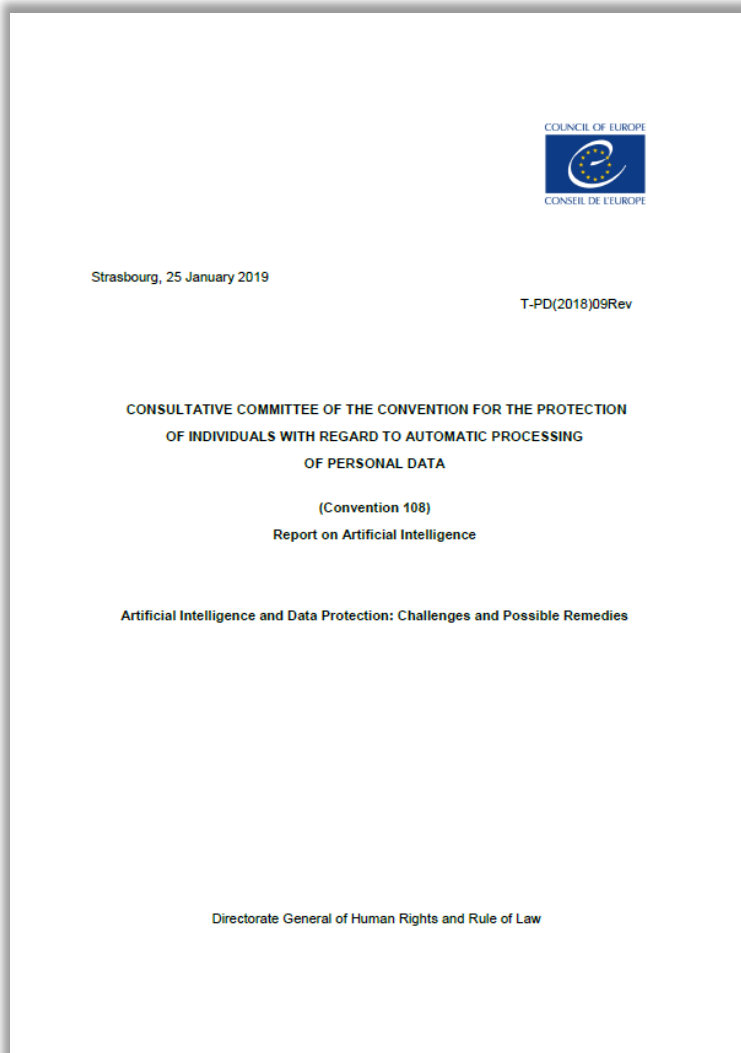 COUNCIL OF EUROPE
CONSEIL DE L'EUROPE
Strasbourg, 25 January 2019
T-PD(2018)09Rev
CONSULTATIVE COMMITTEE OF THE CONVENTION FOR THE PROTECTION
OF INDIVIDUALS WITH REGARD TO AUTOMATIC PROCESSING
OF PERSONAL DATA
(Convention 108)
Report on Artificial Intelligence
Artificial Intelligence and Data Protection: Challenges and Possible Remedies
Directorate General of Human Rights and Rule of Law